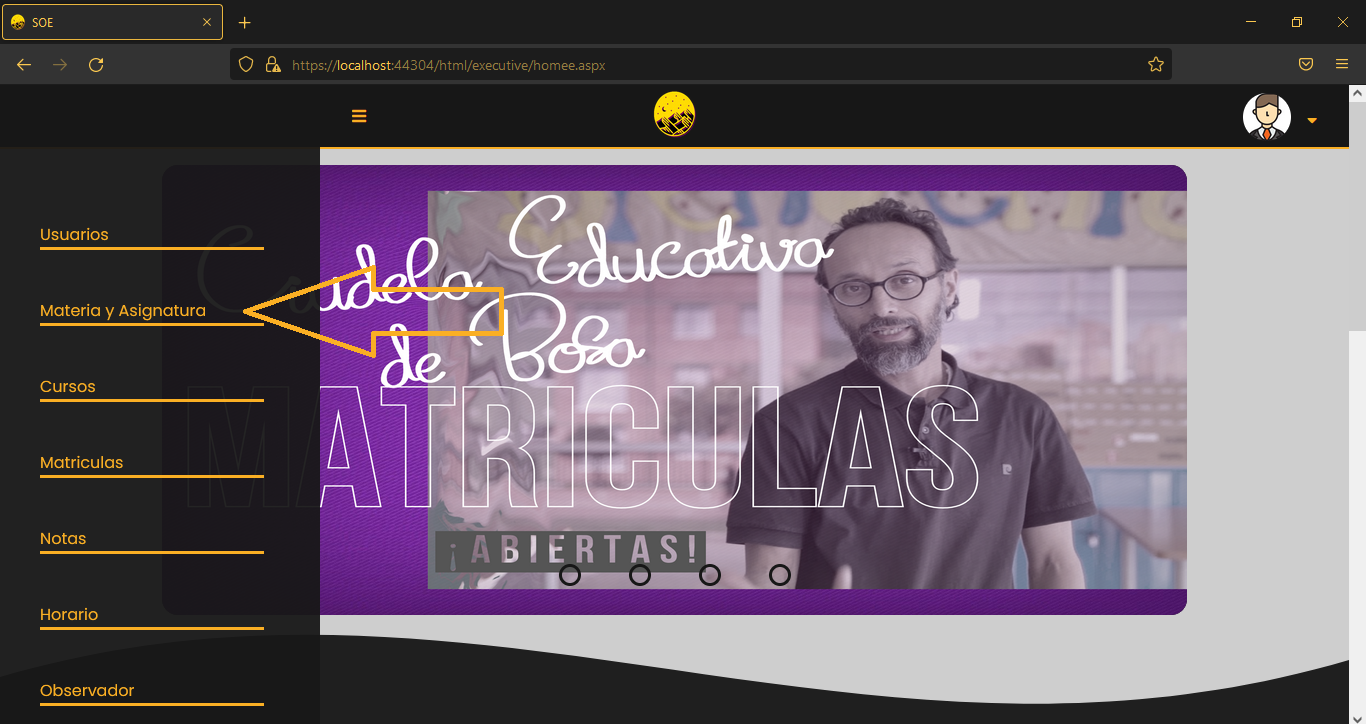 SOE
https://localhost:44304/html/executive/homee.aspx
Usuarios
Materia y Asignatura
Cursos
Matriculas
Notas
Horario
Observador
Ciudadela Educativa
de Bosa
MATRICULAS
¡ABIERTAS!